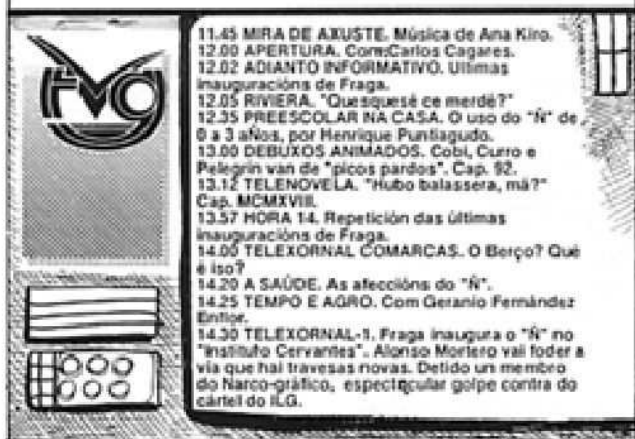 TVG
11.45 MIRA DE AXUSTE. Música de Ana Kiro.
12.00 APERTURA. Com:Carlos Cagares.
12.02 ADIANTO INFORMATIVO. Ultimas
inauguracións de Fraga.
12.05 RIVIERA. "Quesquesé ce merdé?"
12.35 PREESCOLAR NA CASA. O uso do "Ñ" de
0 a 3 aÑos, por Henrique Puntiagudo.
13.00 DEBUXOS ANIMADOS. Cobi, Curro e
Pelegrin van de "picos pardos". Cap. 92.
13.12 TELENOVELA. "Hubo balassera, má?"
Cap. MCMXVIII.
13.57 HORA 14. Repetición das últimas
inauguracións de Fraga.
14.00 TELEXORNAL COMARCAS. O Berço? Qué
é iso?
14.20 A SAÚDE. As afeccións do "Ñ".
14.25 TEMPO E AGRO. Com Geranio Fernández
Enflor.
14.30 TELEXORNAL-1. Fraga inaugura o "Ñ" no
"Instituto Cervantes". Alonso Mortero vai foder a
vía que hai travesas novas. Detido un membro
do Narco-gráfico, espectacular golpe contra do
cártel do ILG.